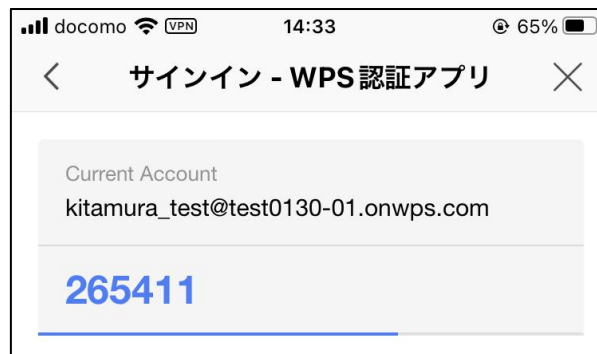 docomo VPN 14:33 65%
サインイン - WPS認証アプリ
Current Account
kitamura_test@test0130-01.onwps.com
265411